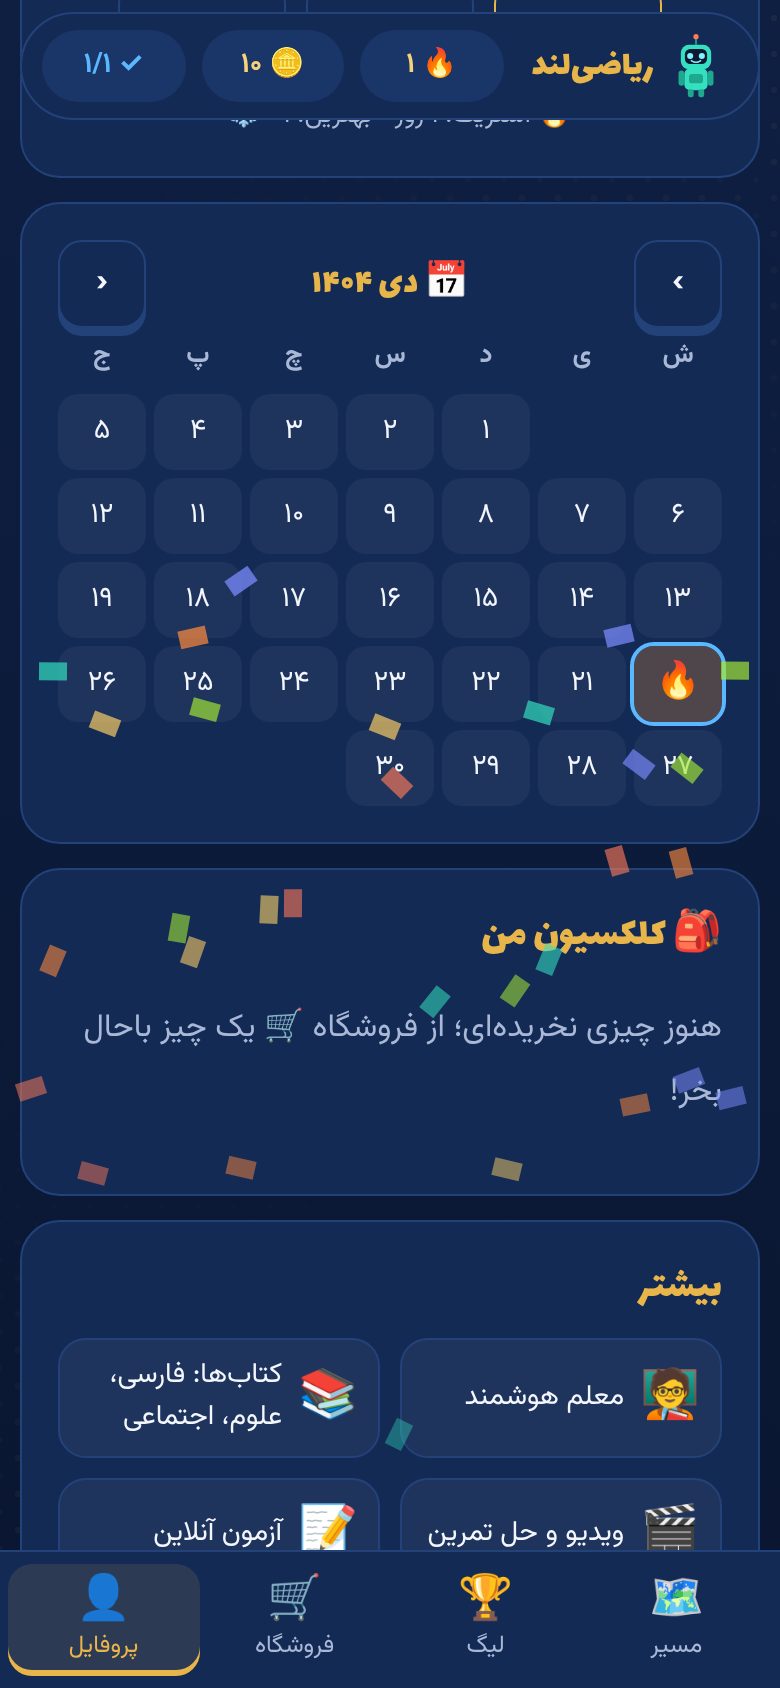 ریاضی‌لند
🔥 ۱
🪙 ۱۰
✓ ۱/۱
📅 دی ۱۴۰۴
ش ی د س چ پ ج
۱ ۲ ۳ ۴ ۵
۶ ۷ ۸ ۹ ۱۰ ۱۱ ۱۲
۱۳ ۱۴ ۱۵ ۱۶ ۱۷ ۱۸ ۱۹
🔥 ۲۱ ۲۲ ۲۳ ۲۴ ۲۵ ۲۶
۲۷ ۲۸ ۲۹ ۳۰
🎒 کلکسیون من
هنوز چیزی نخریده‌ای؛ از فروشگاه 🛒 یک چیز باحال
بخر!
بیشتر
معلم هوشمند
کتاب‌ها: فارسی،
علوم، اجتماعی
ویدیو و حل تمرین
آزمون آنلاین
مسیر
لیگ
فروشگاه
پروفایل